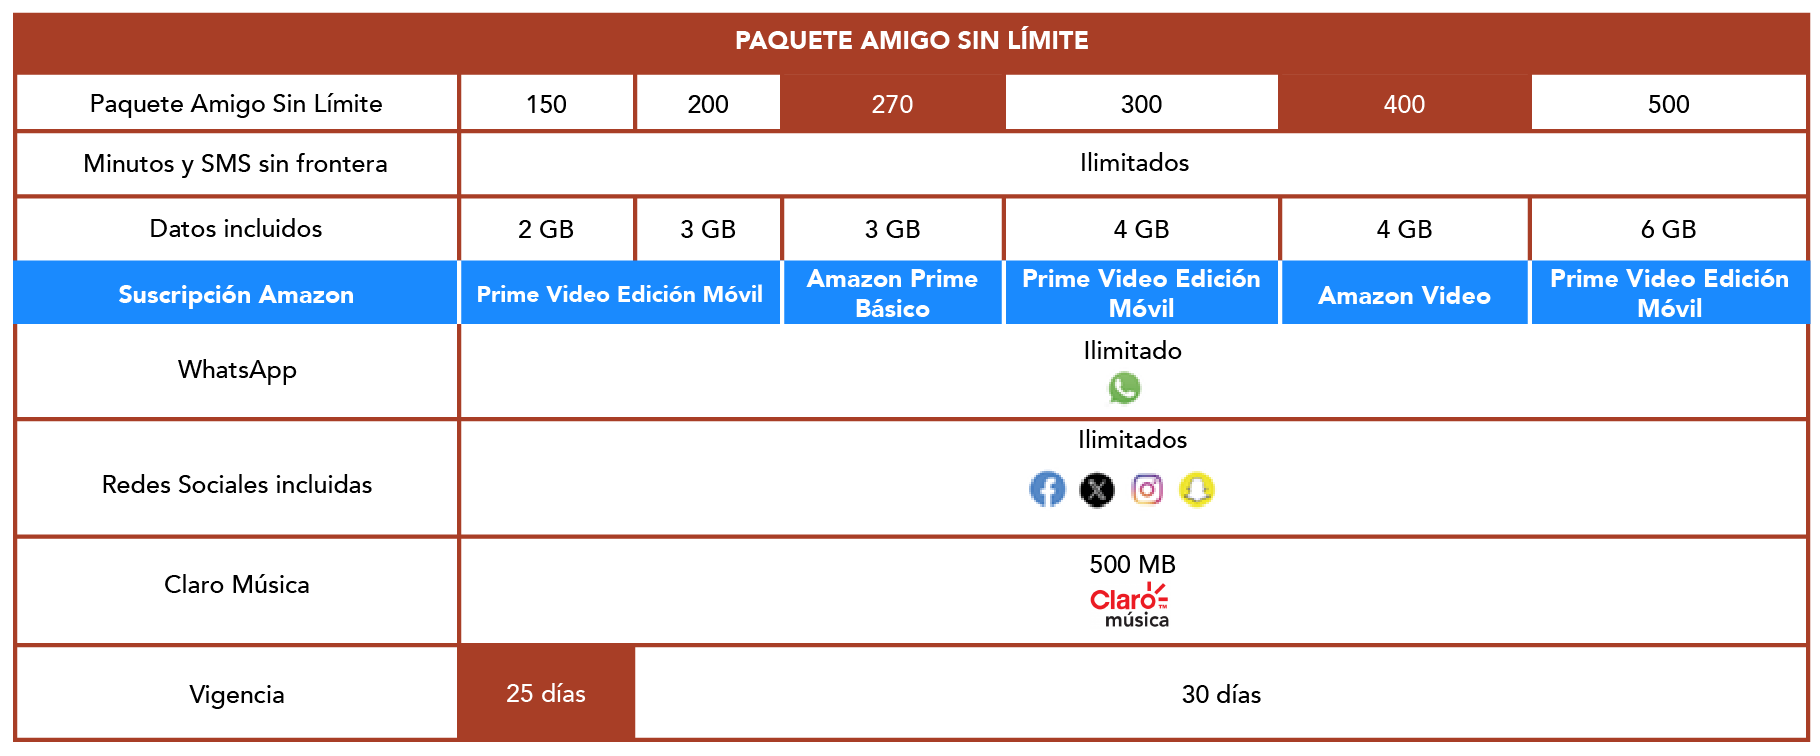 PAQUETE AMIGO SIN LÍMITE
Paquete Amigo Sin Límite 150 200 270 300 400 500
Minutos y SMS sin frontera Ilimitados
Datos incluidos 2 GB 3 GB 3 GB 4 GB 4 GB 6 GB
Suscripción Amazon Prime Video Edición Móvil Amazon Prime Básico Prime Video Edición Móvil Amazon Video Prime Video Edición Móvil
WhatsApp Ilimitado
Redes Sociales incluidas Ilimitados
Claro Música 500 MB
Claro™
música
Vigencia 25 días 30 días